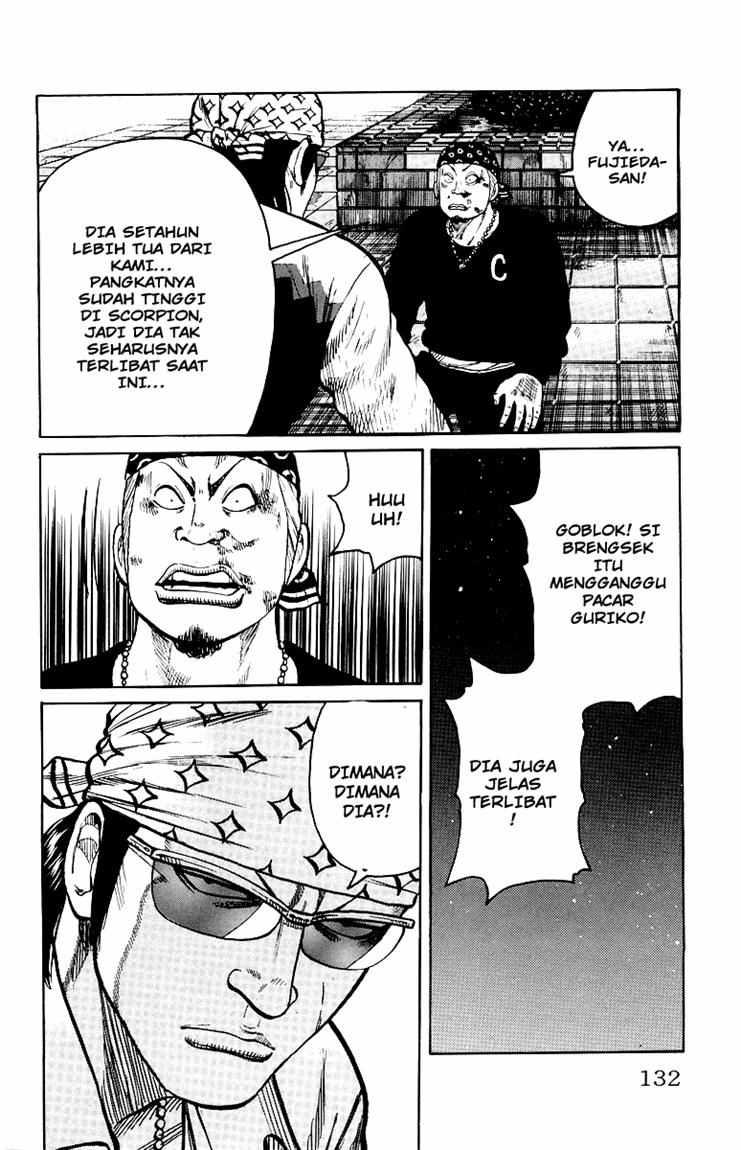 YA...
FUJIEDA-
SAN!
DIA SETAHUN
LEBIH TUA DARI
KAMI...
PANGKATNYA
SUDAH TINGGI
DI SCORPION,
JADI DIA TAK
SEHARUSNYA
TERLIBAT SAAT
INI...
C
GOBLOK! SI
BRENGSEK
ITU
MENGGANGGU
PACAR
GURIKO!
DIA JUGA
JELAS
TERLIBAT
!
HUU
UH!
DIMANA?
DIMANA
DIA?!
132